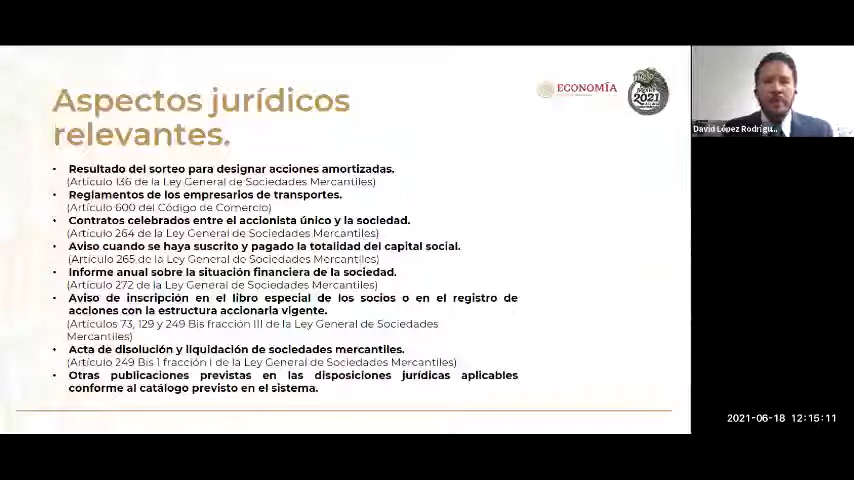 Aspectos jurídicos
relevantes.
ECONOMÍA
2021
David López Rodrígu...
• Resultado del sorteo para designar acciones amortizadas.
(Artículo 136 de la Ley General de Sociedades Mercantiles)
• Reglamentos de los empresarios de transportes.
(Artículo 600 del Código de Comercio)
• Contratos celebrados entre el accionista único y la sociedad.
(Artículo 264 de la Ley General de Sociedades Mercantiles)
• Aviso cuando se haya suscrito y pagado la totalidad del capital social.
(Artículo 265 de la Ley General de Sociedades Mercantiles)
• Informe anual sobre la situación financiera de la sociedad.
(Artículo 272 de la Ley General de Sociedades Mercantiles)
• Aviso de inscripción en el libro especial de los socios o en el registro de
acciones con la estructura accionaria vigente.
(Artículos 73, 129 y 249 Bis fracción III de la Ley General de Sociedades
Mercantiles)
• Acta de disolución y liquidación de sociedades mercantiles.
(Artículo 249 Bis 1 fracción I de la Ley General de Sociedades Mercantiles)
• Otras publicaciones previstas en las disposiciones jurídicas aplicables
conforme al catálogo previsto en el sistema.
2021-06-18 12:15:11